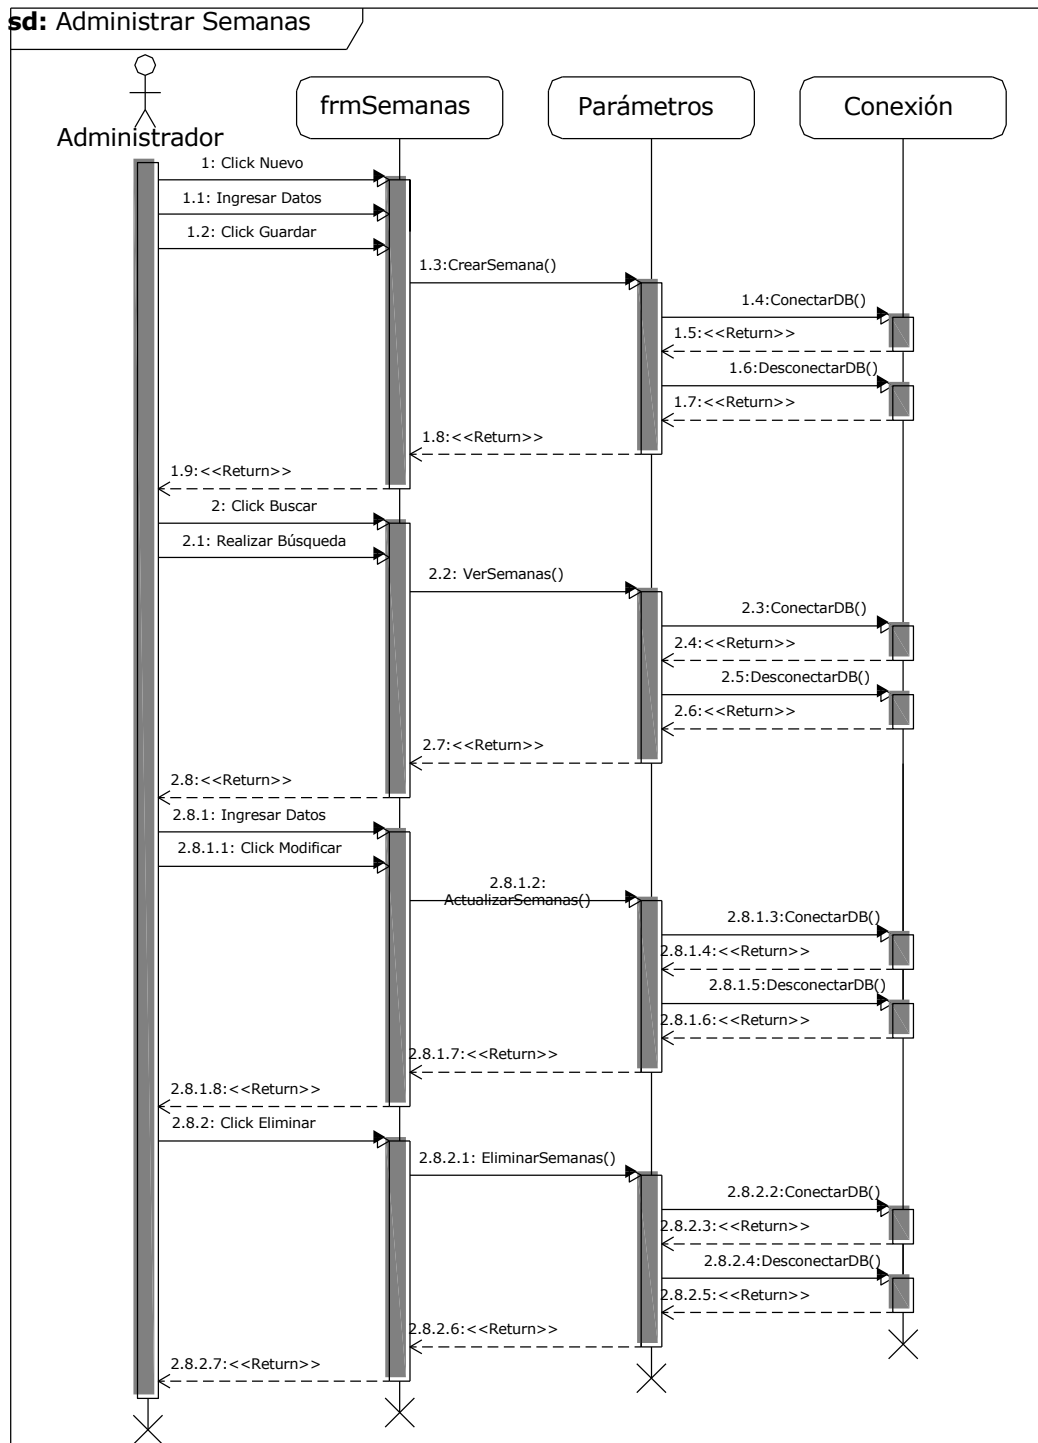 sd: Administrar Semanas
frmSemanas
Parámetros
Conexión
Administrador
1: Click Nuevo
1.1: Ingresar Datos
1.2: Click Guardar
1.3:CrearSemana()
1.4:ConectarDB()
1.5:<<Return>>
1.6:DesconectarDB()
1.7:<<Return>>
1.8:<<Return>>
1.9:<<Return>>
2: Click Buscar
2.1: Realizar Búsqueda
2.2: VerSemanas()
2.3:ConectarDB()
2.4:<<Return>>
2.5:DesconectarDB()
2.6:<<Return>>
2.7:<<Return>>
2.8:<<Return>>
2.8.1: Ingresar Datos
2.8.1.1: Click Modificar
2.8.1.2:
ActualizarSemanas()
2.8.1.3:ConectarDB()
2.8.1.4:<<Return>>
2.8.1.5:DesconectarDB()
2.8.1.6:<<Return>>
2.8.1.7:<<Return>>
2.8.1.8:<<Return>>
2.8.2: Click Eliminar
2.8.2.1: EliminarSemanas()
2.8.2.2:ConectarDB()
2.8.2.3:<<Return>>
2.8.2.4:DesconectarDB()
2.8.2.5:<<Return>>
2.8.2.6:<<Return>>
2.8.2.7:<<Return>>